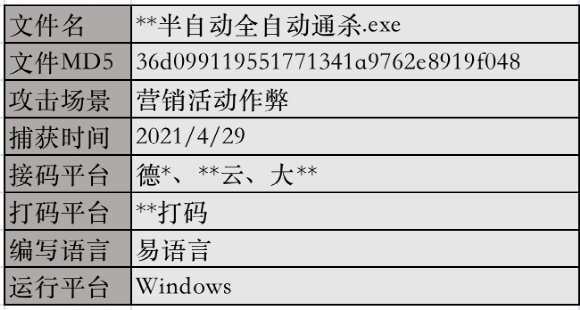 文件名 **半自动全自动通杀.exe
文件MD5 36d099119551771341a9762e8919f048
攻击场景 营销活动作弊
捕获时间 2021/4/29
接码平台 德*、**云、大**
打码平台 **打码
编写语言 易语言
运行平台 Windows